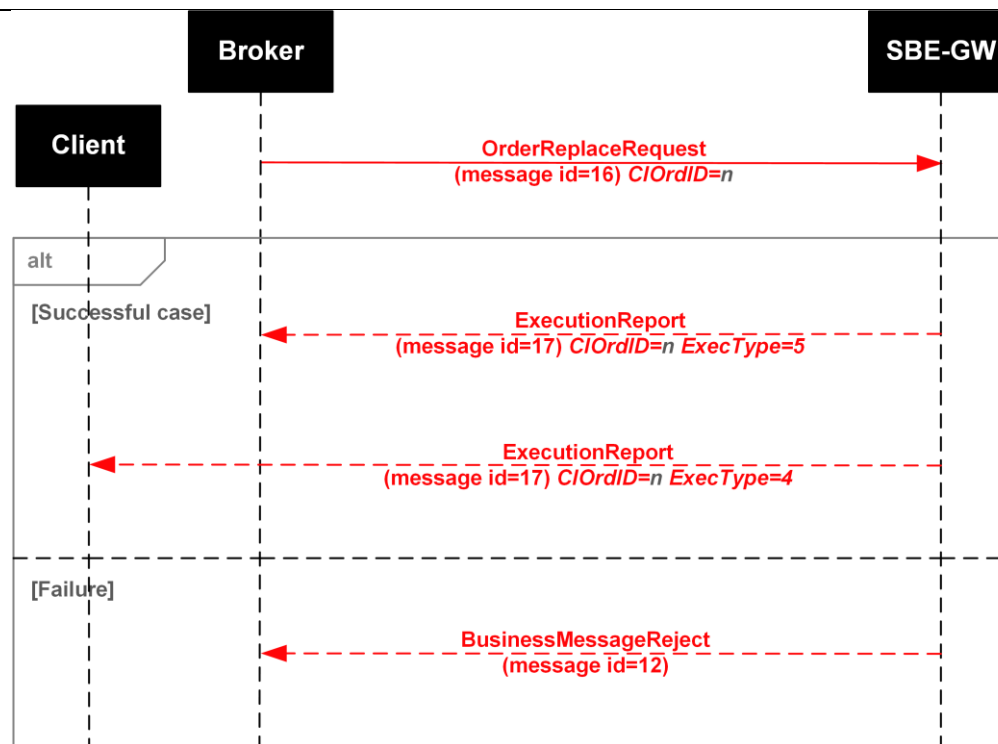 Broker
SBE-GW
Client
OrderReplaceRequest
(message id=16) ClOrdID=n
alt
[Successful case]
ExecutionReport
(message id=17) ClOrdID=n ExecType=5
ExecutionReport
(message id=17) ClOrdID=n ExecType=4
[Failure]
BusinessMessageReject
(message id=12)